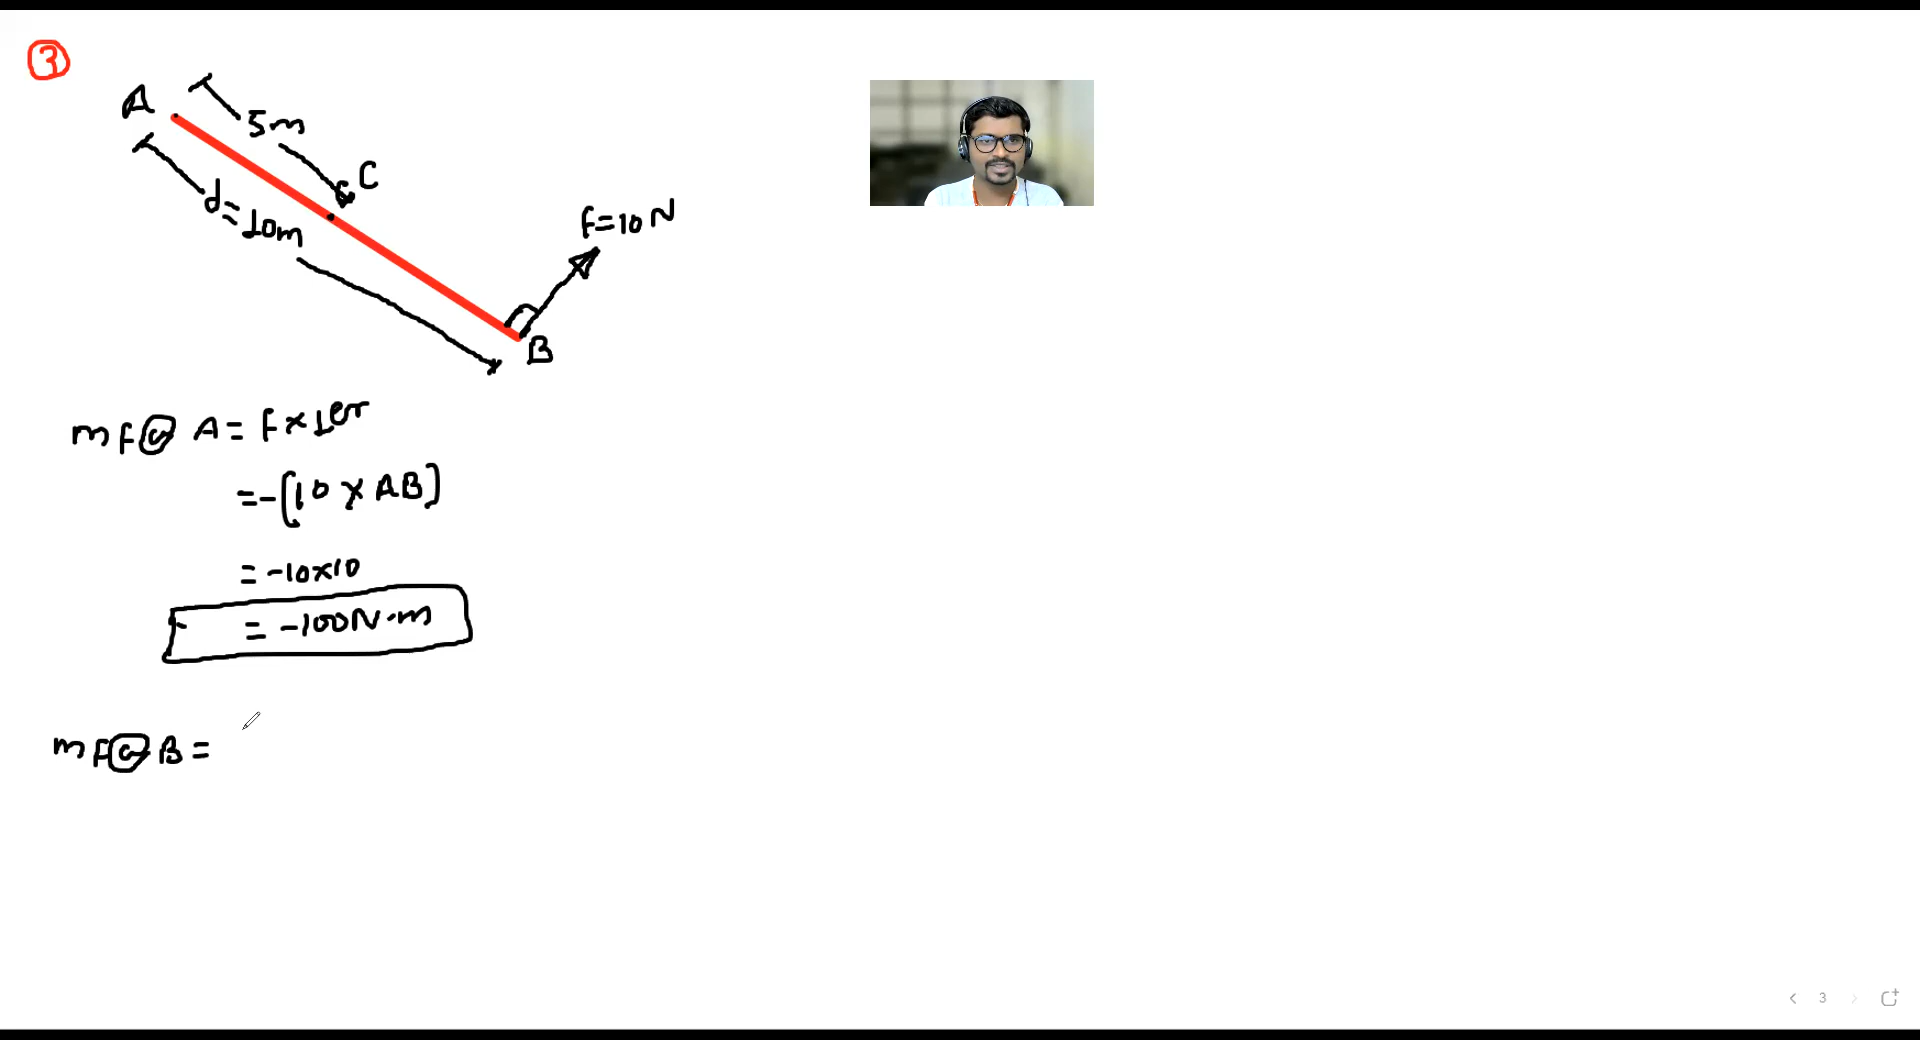 3
A
5m
C
d=10m
F=10N
B
mF@ A = F×⊥er
=-[10×AB]
= -10×10
= -100N·m
mF@B=
3